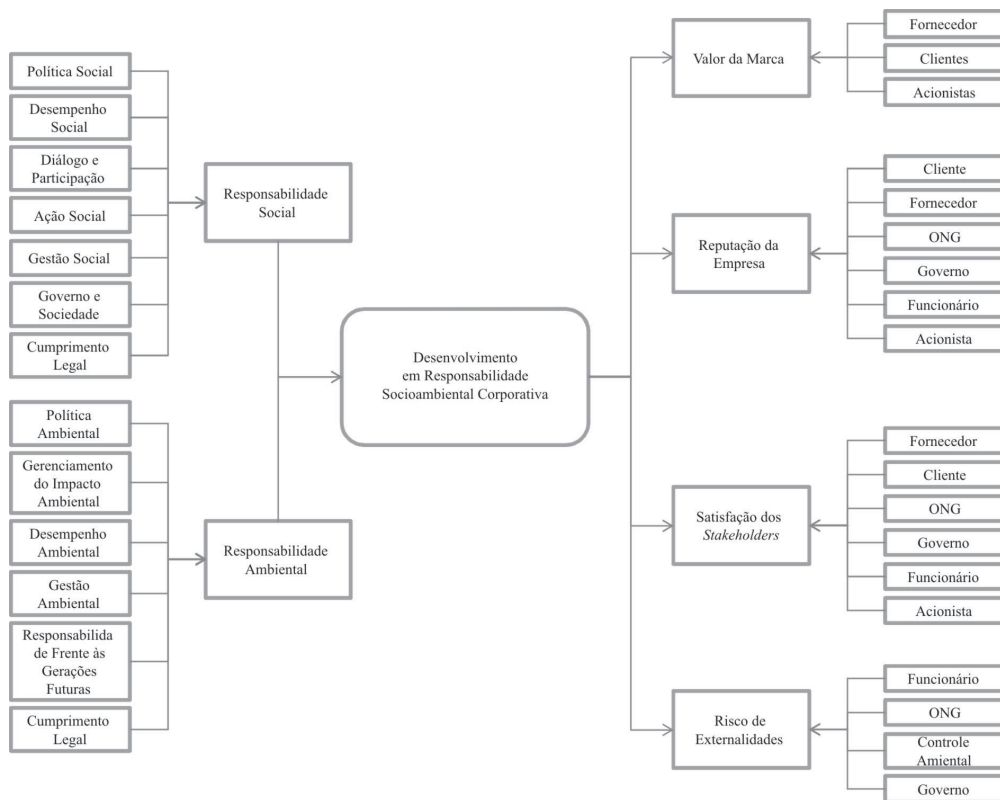 Política Social
Desempenho
Social
Diálogo e
Participação
Ação Social
Gestão Social
Governo e
Sociedade
Cumprimento
Legal
Política
Ambiental
Gerenciamento
do Impacto
Ambiental
Desempenho
Ambiental
Gestão
Ambiental
Responsabilida
de Frente às
Gerações
Futuras
Cumprimento
Legal
Responsabilidade
Social
Responsabilidade
Ambiental
Desenvolvimento
em Responsabilidade
Socioambiental Corporativa
Valor da Marca
Reputação da
Empresa
Satisfação dos
Stakeholders
Risco de
Externalidades
Fornecedor
Clientes
Acionistas
Cliente
Fornecedor
ONG
Governo
Funcionário
Acionista
Fornecedor
Cliente
ONG
Governo
Funcionário
Acionista
Funcionário
ONG
Controle
Amiental
Governo